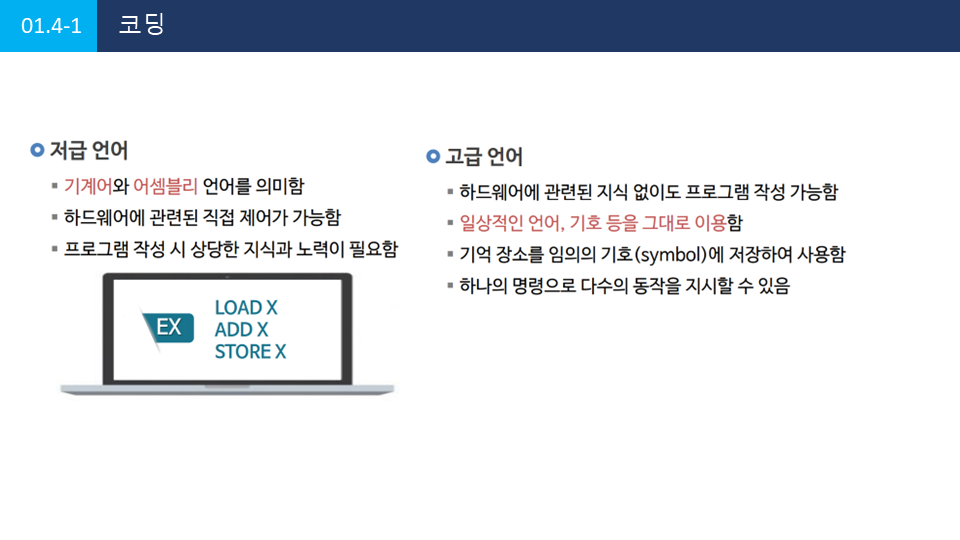 01.4-1 코딩
저급 언어
기계어와 어셈블리 언어를 의미함
하드웨어에 관련된 직접 제어가 가능함
프로그램 작성 시 상당한 지식과 노력이 필요함
EX
LOAD X
ADD X
STORE X
고급 언어
하드웨어에 관련된 지식 없이도 프로그램 작성 가능함
일상적인 언어, 기호 등을 그대로 이용함
기억 장소를 임의의 기호(symbol)에 저장하여 사용함
하나의 명령으로 다수의 동작을 지시할 수 있음